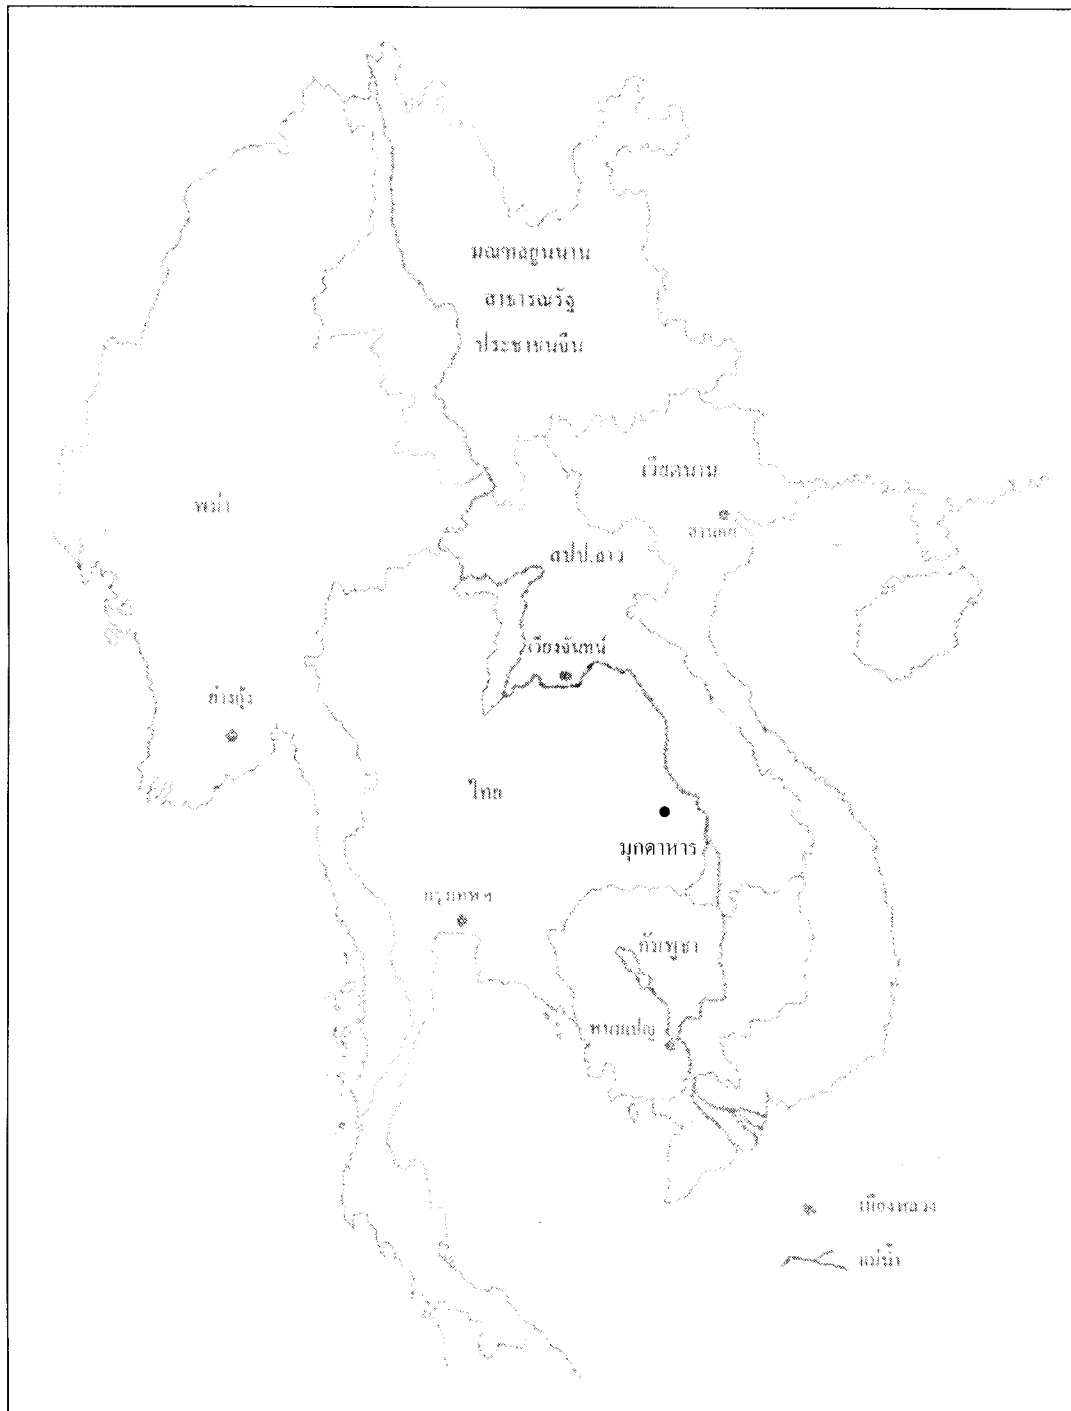 มณฑลยูนนาน
สาธารณรัฐ
ประชาชนจีน
เวียดนาม
พม่า
ฮานอย
สปป.ลาว
เวียงจันทน์
ย่างกุ้ง
ไทย
มุกดาหาร
กรุงเทพฯ
กัมพูชา
พนมเปญ
เมืองหลวง
แม่น้ำ